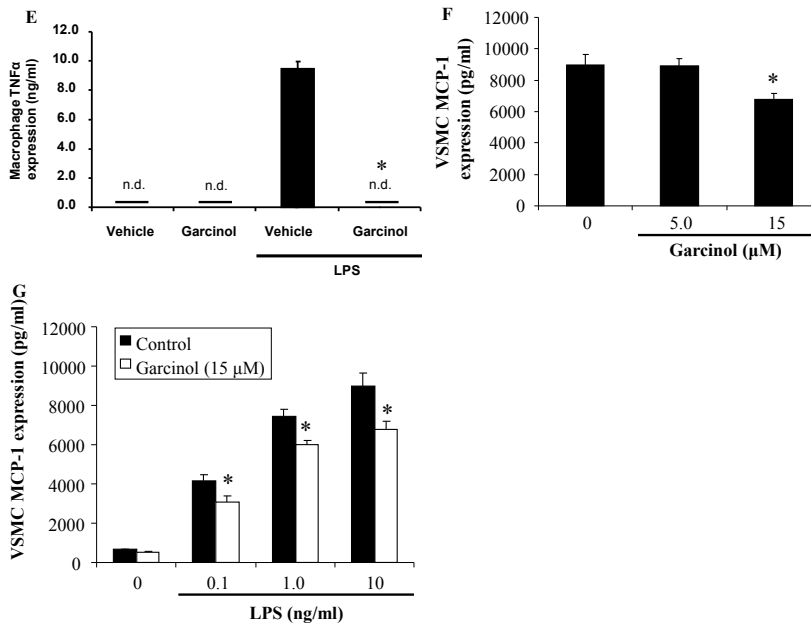 E
Macrophage TNFα
expression (ng/ml)
12.0
10.0
8.0
6.0
4.0
2.0
0.0
n.d.
n.d.
*
n.d.
Vehicle
Garcinol
Vehicle
Garcinol
LPS
F
VSMC MCP-1
expression (pg/ml)
12000
10000
8000
6000
4000
2000
0
*
0
5.0
15
Garcinol (µM)
G
VSMC MCP-1 expression (pg/ml)
12000
10000
8000
6000
4000
2000
0
Control
Garcinol (15 µM)
*
*
*
0
0.1
1.0
10
LPS (ng/ml)